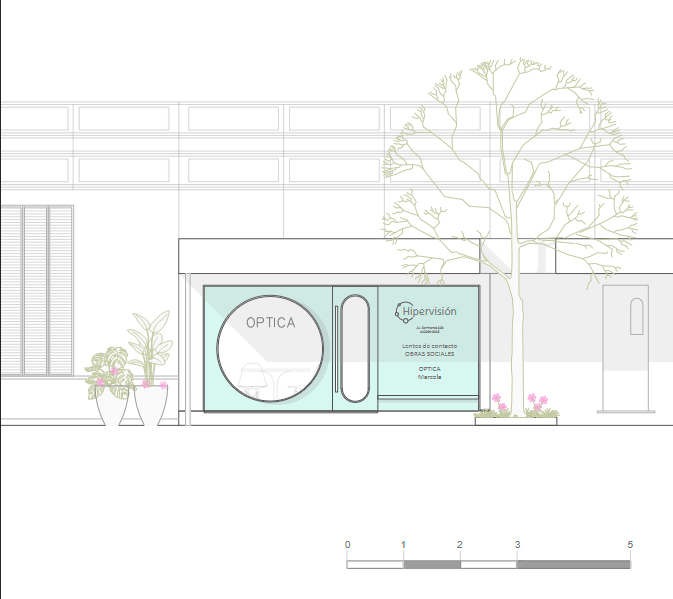 OPTICA
Hipervisión
Lentes de contacto
OBRAS SOCIALES
OPTICA
Marcela
0 1 2 3 5